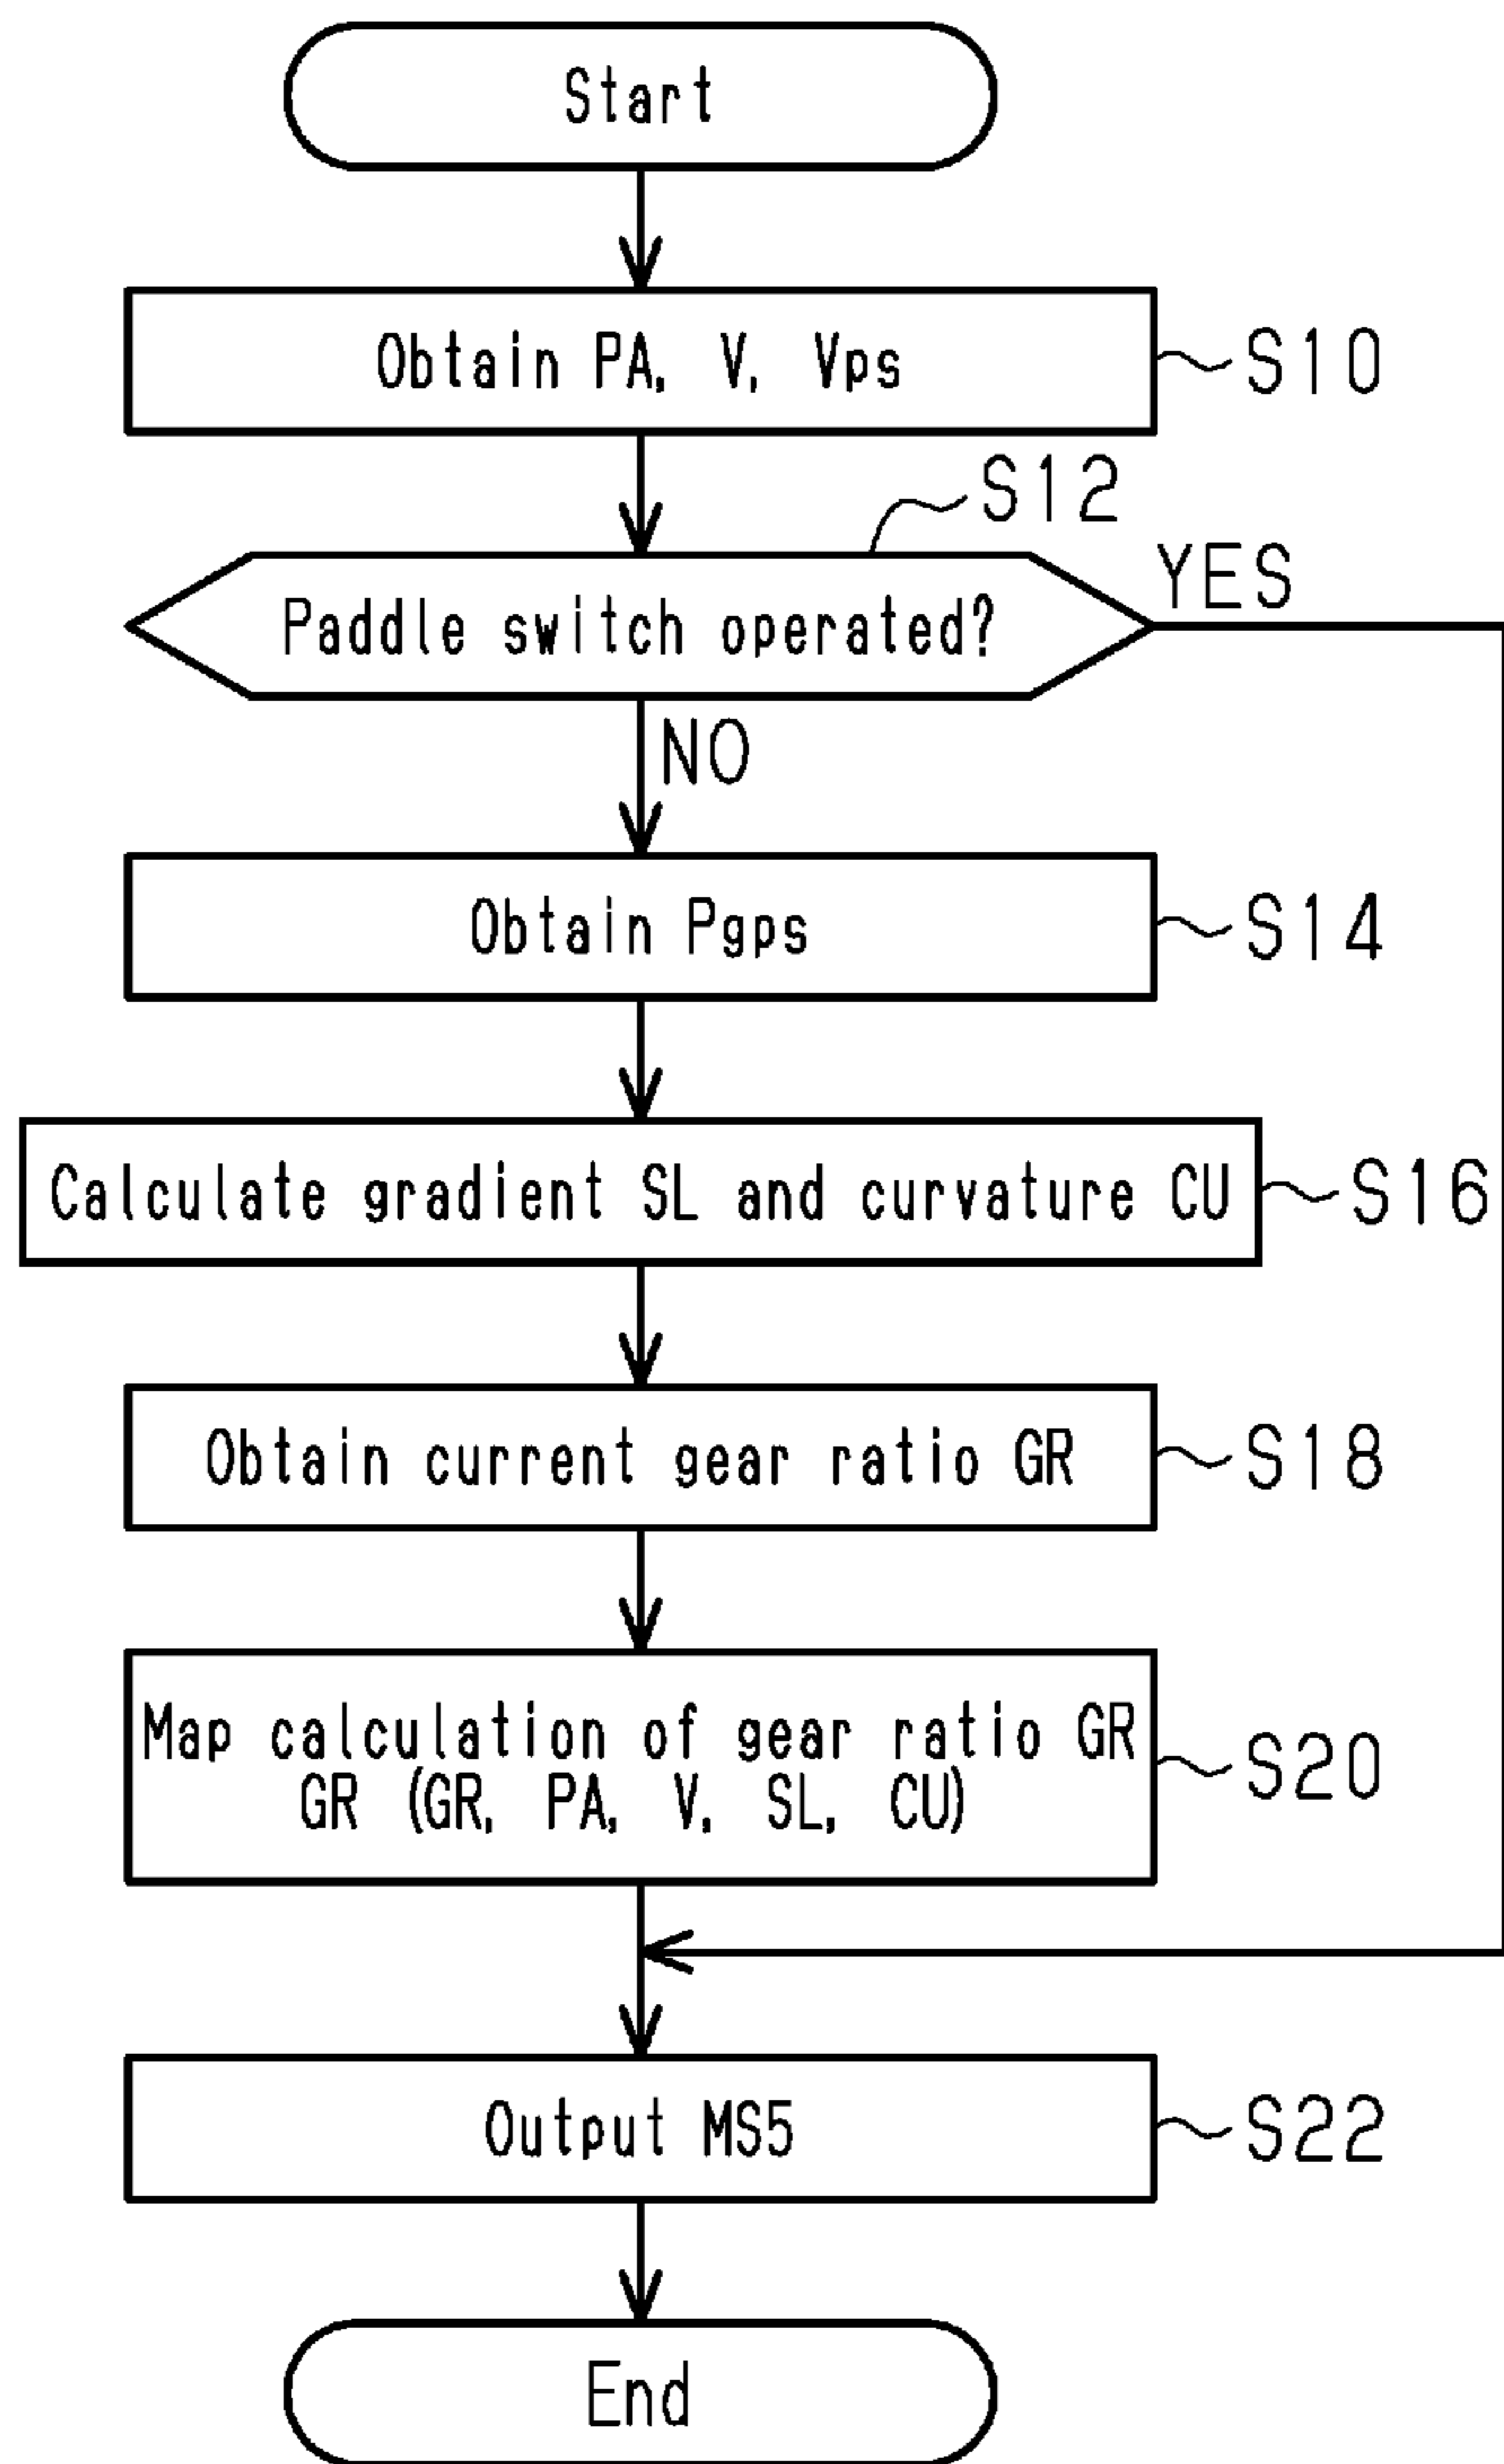 Start
Obtain PA, V, Vps
S10
S12
Paddle switch operated?
YES
NO
Obtain Pgps
S14
Calculate gradient SL and curvature CU
S16
Obtain current gear ratio GR
S18
Map calculation of gear ratio GR
GR (GR, PA, V, SL, CU)
S20
Output MS5
S22
End